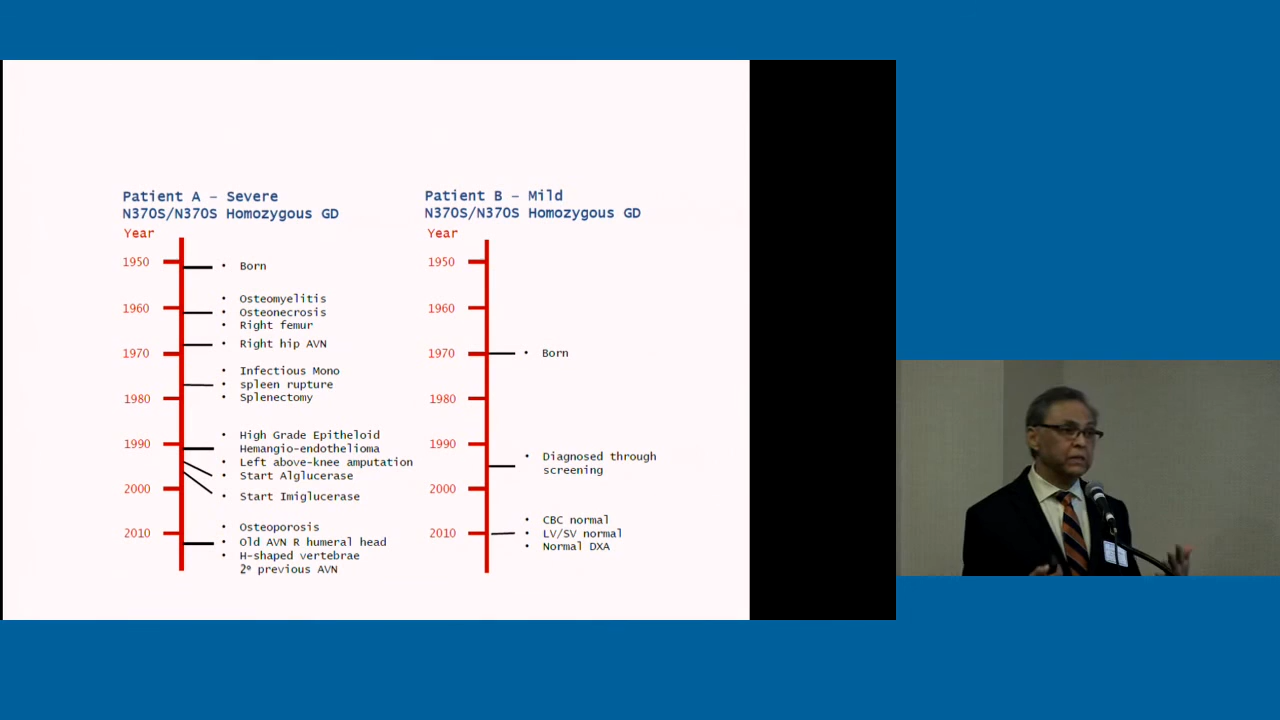 Patient A – Severe
N370S/N370S Homozygous GD
Year
1950
1960
1970
1980
1990
2000
2010
• Born
• Osteomyelitis
• Osteonecrosis
• Right femur
• Right hip AVN
• Infectious Mono
• spleen rupture
• Splenectomy
• High Grade Epitheloid
Hemangio-endothelioma
• Left above-knee amputation
• Start Alglucerase
• Start Imiglucerase
• Osteoporosis
• Old AVN R humeral head
• H-shaped vertebrae
2° previous AVN
Patient B – Mild
N370S/N370S Homozygous GD
Year
1950
1960
1970
1980
1990
2000
2010
• Born
• Diagnosed through
screening
• CBC normal
• LV/SV normal
• Normal DXA